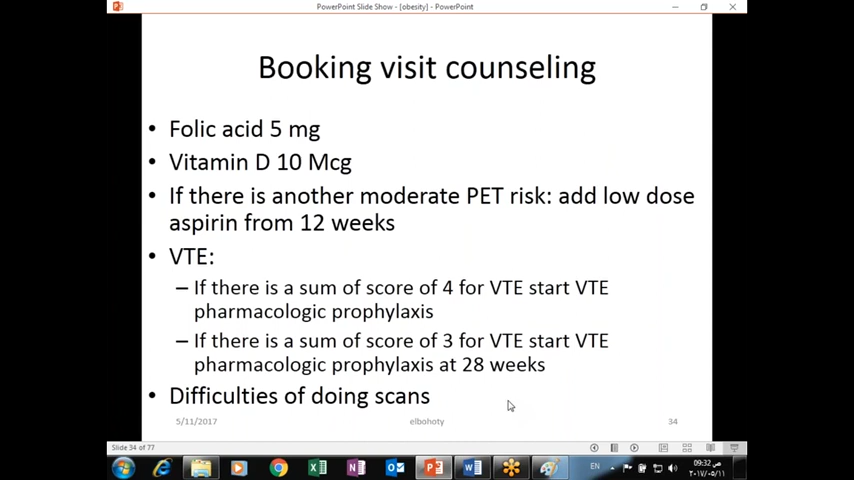 PowerPoint Slide Show - [obesity] - PowerPoint
Booking visit counseling
• Folic acid 5 mg
• Vitamin D 10 Mcg
• If there is another moderate PET risk: add low dose
aspirin from 12 weeks
• VTE:
– If there is a sum of score of 4 for VTE start VTE
pharmacologic prophylaxis
– If there is a sum of score of 3 for VTE start VTE
pharmacologic prophylaxis at 28 weeks
• Difficulties of doing scans
5/11/2017 elbohoty 34
Slide 34 of 77
EN
09:32 ص
٢٠١٧/٠٥/١١